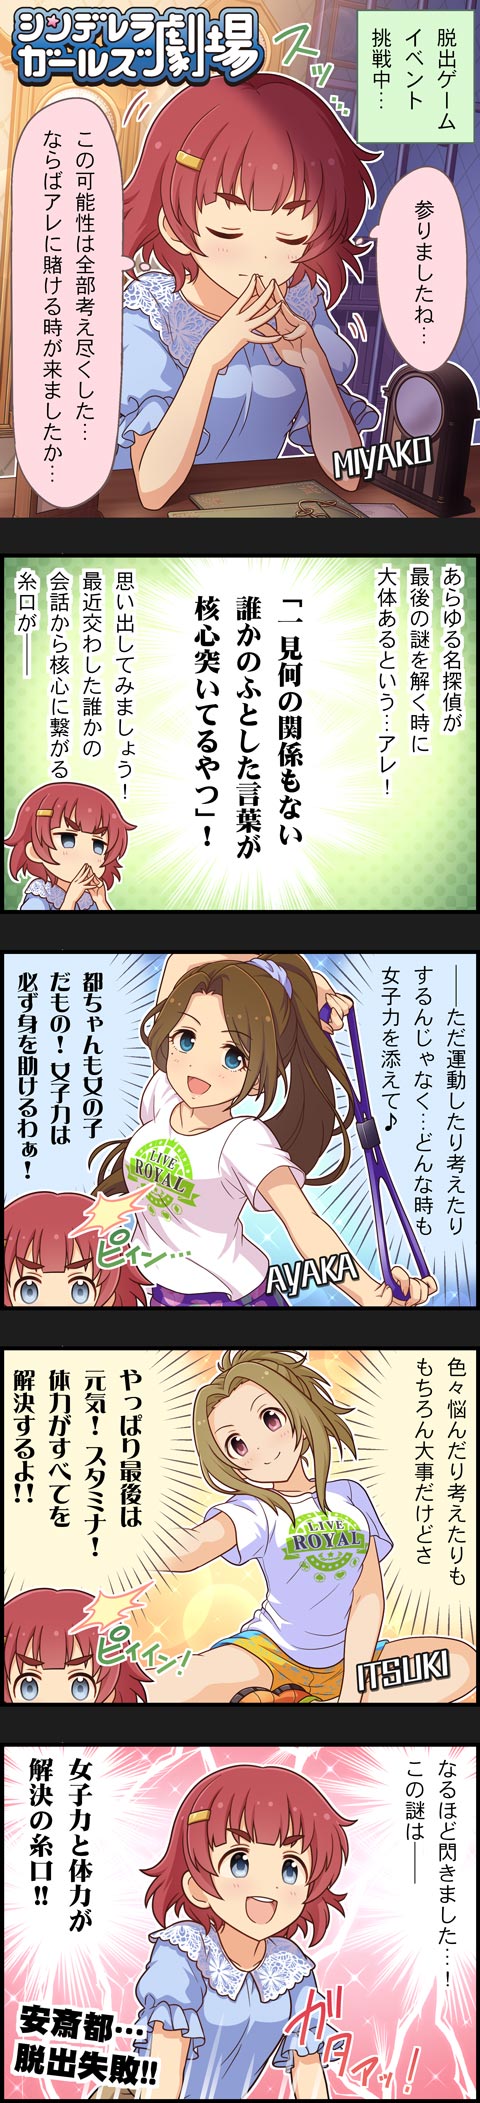 シンデレラ
ガールズ劇場
脱出ゲーム
イベント
挑戦中…
スッ…
参りましたね…
この可能性は全部考え尽くした…
ならばアレに賭ける時が来ましたか…
MIYAKO
あらゆる名探偵が
最後の謎を解く時に
大体あるという…アレ！
「一見何の関係もない
誰かのふとした言葉が
核心突いてるやつ」！
思い出してみましょう！
最近交わした誰かの
会話から核心に繋がる
糸口が――
――ただ運動したり考えたり
するんじゃなく…どんな時も
女子力を添えて♪
都ちゃんも女の子
だもの！女子力は
必ず身を助けるわぁ！
LIVE
ROYAL
ピィン…
AYAKA
色々悩んだり考えたりも
もちろん大事だけどさ
やっぱり最後は
元気！スタミナ！
体力がすべてを
解決するよ!!
LIVE
ROYAL
ピィイン！
ITSUKI
なるほど閃きました…！
この謎は――
女子力と体力が
解決の糸口!!
ガタアッ！
安斎都…
脱出失敗!!